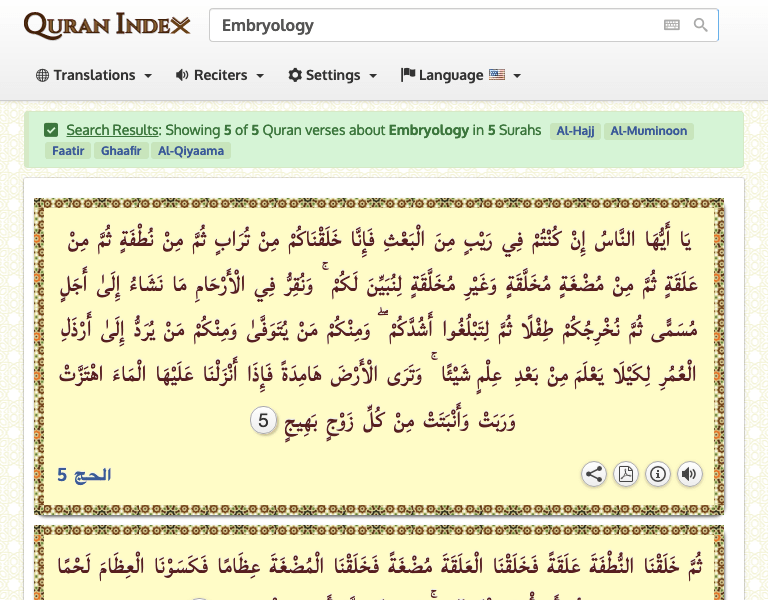 QURAN INDEX
Embryology
Translations Reciters Settings Language
Search Results: Showing 5 of 5 Quran verses about Embryology in 5 Surahs Al-Hajj Al-Muminoon
Faatir Ghaafir Al-Qiyaama
يَا أَيُّهَا النَّاسُ إِنْ كُنْتُمْ فِي رَيْبٍ مِنَ الْبَعْثِ فَإِنَّا خَلَقْنَاكُمْ مِنْ تُرَابٍ ثُمَّ مِنْ نُطْفَةٍ ثُمَّ مِنْ
عَلَقَةٍ ثُمَّ مِنْ مُضْغَةٍ مُخَلَّقَةٍ وَغَيْرِ مُخَلَّقَةٍ لِنُبَيِّنَ لَكُمْ ۚ وَنُقِرُّ فِي الْأَرْحَامِ مَا نَشَاءُ إِلَىٰ أَجَلٍ
مُسَمًّى ثُمَّ نُخْرِجُكُمْ طِفْلًا ثُمَّ لِتَبْلُغُوا أَشُدَّكُمْ ۖ وَمِنْكُمْ مَنْ يُتَوَفَّىٰ وَمِنْكُمْ مَنْ يُرَدُّ إِلَىٰ أَرْذَلِ
الْعُمُرِ لِكَيْلَا يَعْلَمَ مِنْ بَعْدِ عِلْمٍ شَيْئًا ۚ وَتَرَى الْأَرْضَ هَامِدَةً فَإِذَا أَنْزَلْنَا عَلَيْهَا الْمَاءَ اهْتَزَّتْ
وَرَبَتْ وَأَنْبَتَتْ مِنْ كُلِّ زَوْجٍ بَهِيجٍ 5
الحج 5
ثُمَّ خَلَقْنَا النُّطْفَةَ عَلَقَةً فَخَلَقْنَا الْعَلَقَةَ مُضْغَةً فَخَلَقْنَا الْمُضْغَةَ عِظَامًا فَكَسَوْنَا الْعِظَامَ لَحْمًا